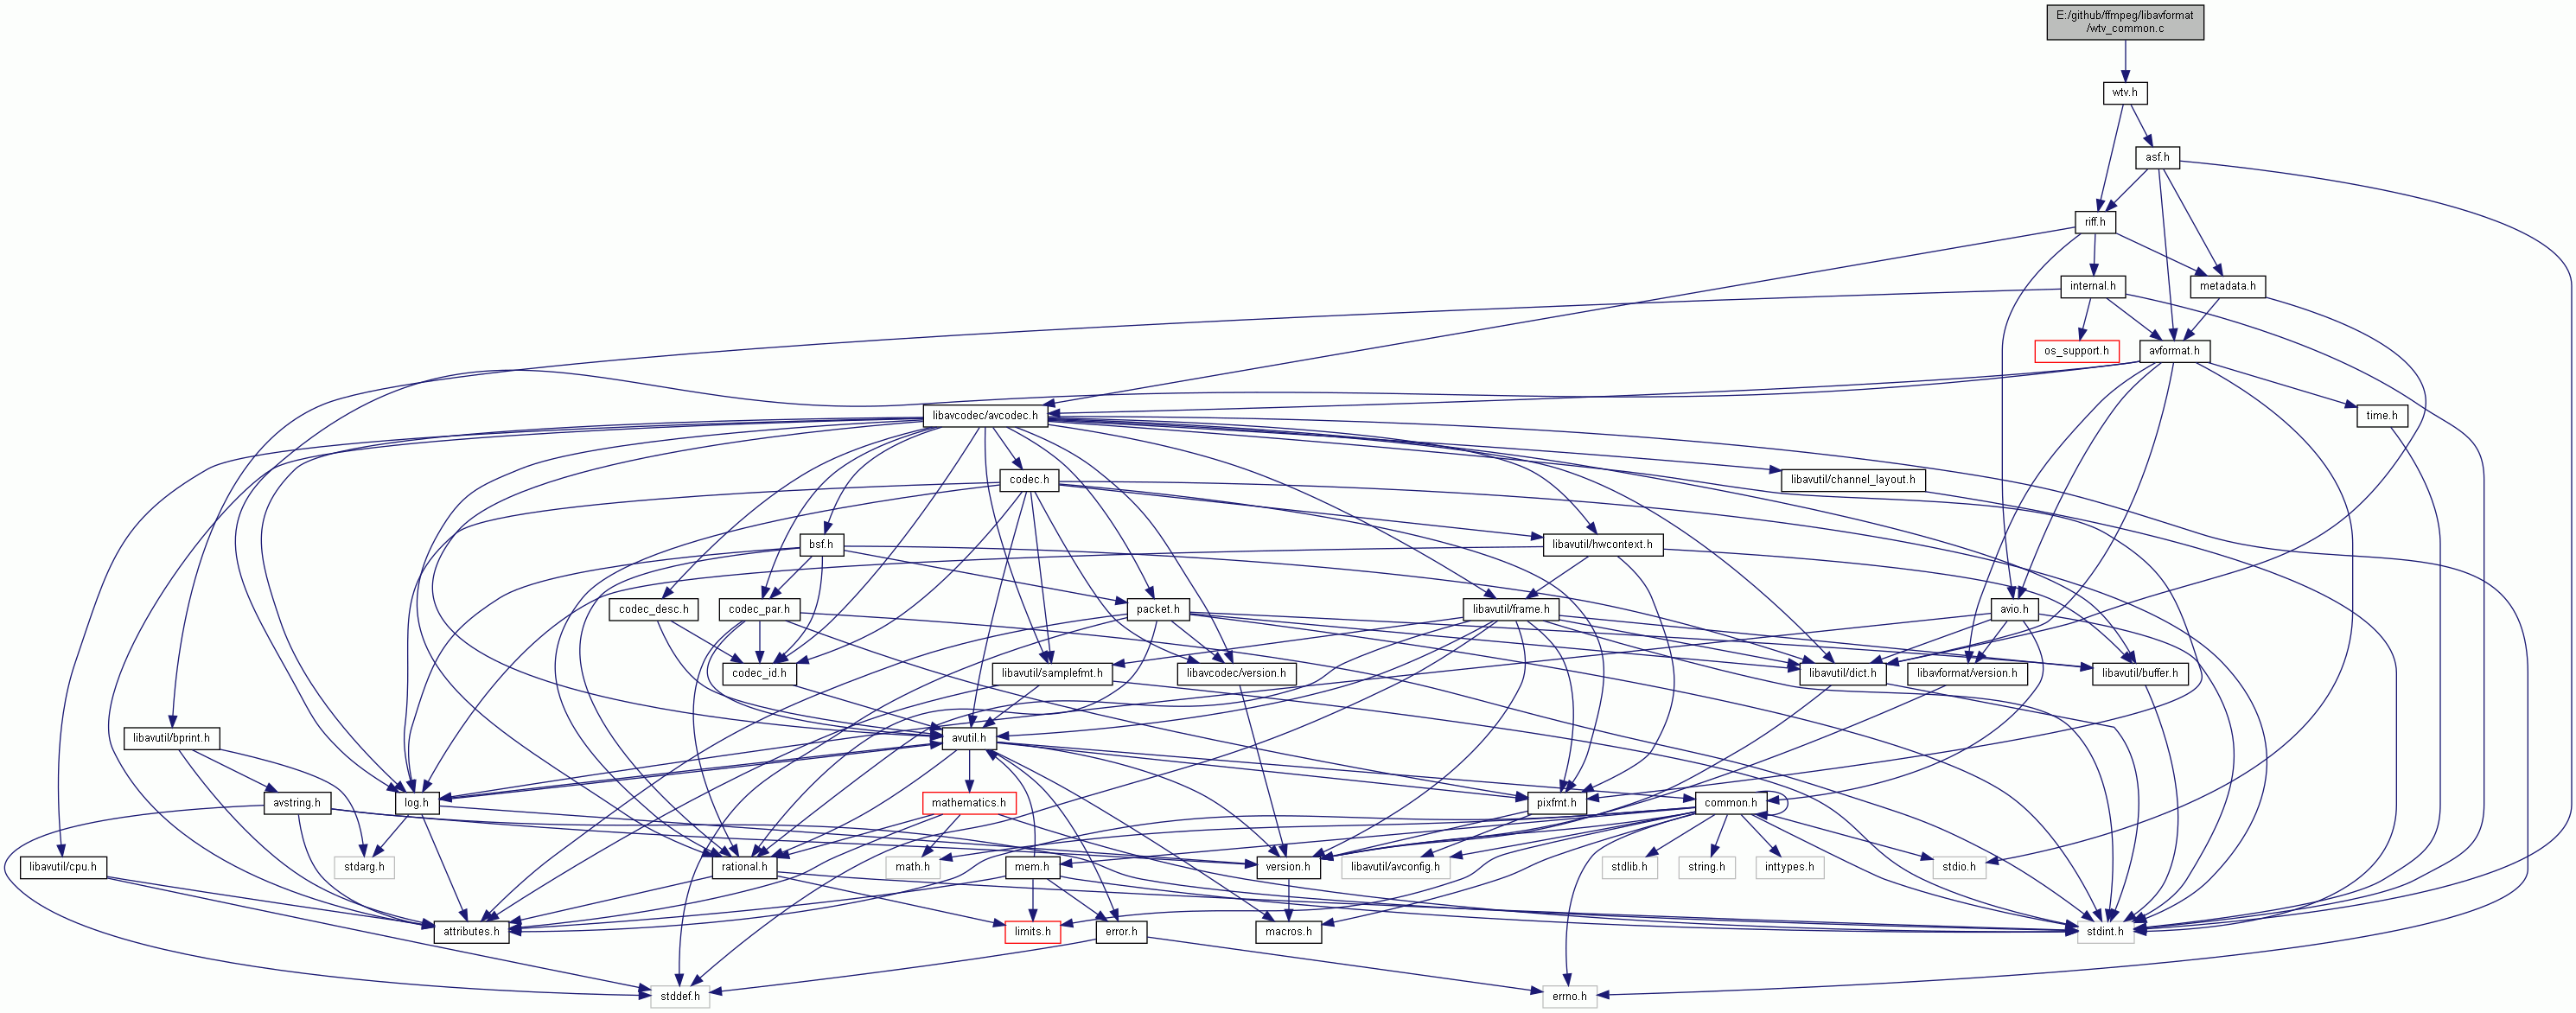 E:/github/ffmpeg/libavformat
/wtv_common.c
wtv.h
asf.h
riff.h
internal.h
metadata.h
os_support.h
avformat.h
libavcodec/avcodec.h
time.h
codec.h
libavutil/channel_layout.h
bsf.h
libavutil/hwcontext.h
codec_desc.h
codec_par.h
packet.h
libavutil/frame.h
avio.h
codec_id.h
libavutil/samplefmt.h
libavcodec/version.h
libavutil/dict.h
libavformat/version.h
libavutil/buffer.h
libavutil/bprint.h
avutil.h
avstring.h
log.h
mathematics.h
pixfmt.h
common.h
libavutil/cpu.h
stdarg.h
rational.h
math.h
mem.h
version.h
libavutil/avconfig.h
stdlib.h
string.h
inttypes.h
stdio.h
attributes.h
limits.h
error.h
macros.h
stdint.h
stddef.h
errno.h